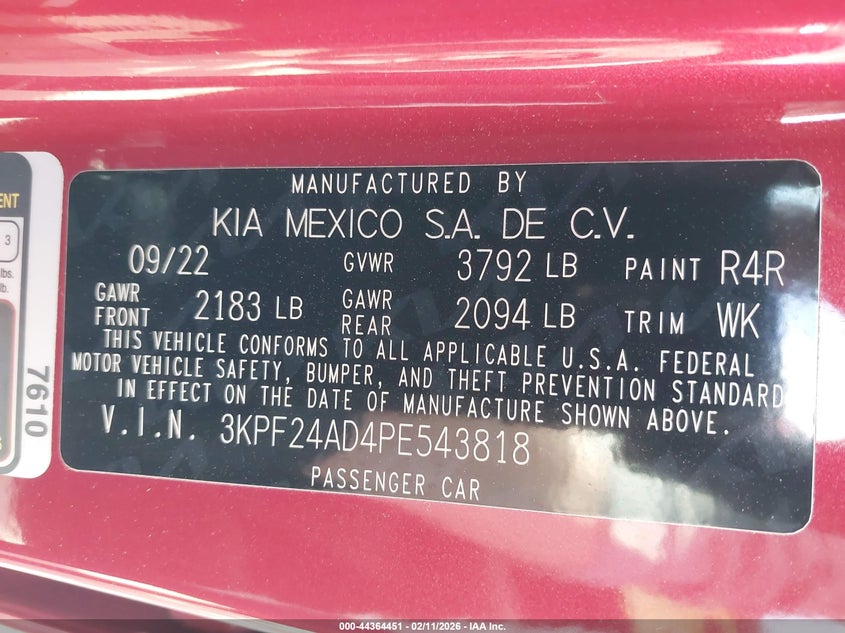 MANUFACTURED BY
KIA MEXICO S.A. DE C.V.
09/22 GVWR 3792 LB PAINT R4R
GAWR FRONT 2183 LB GAWR REAR 2094 LB TRIM WK
THIS VEHICLE CONFORMS TO ALL APPLICABLE U.S.A. FEDERAL
MOTOR VEHICLE SAFETY, BUMPER, AND THEFT PREVENTION STANDARD
IN EFFECT ON THE DATE OF MANUFACTURE SHOWN ABOVE.
V.I.N. 3KPF24AD4PE543818
PASSENGER CAR
3
lbs.
7610
000-44364451 - 02/11/2026 - IAA Inc.